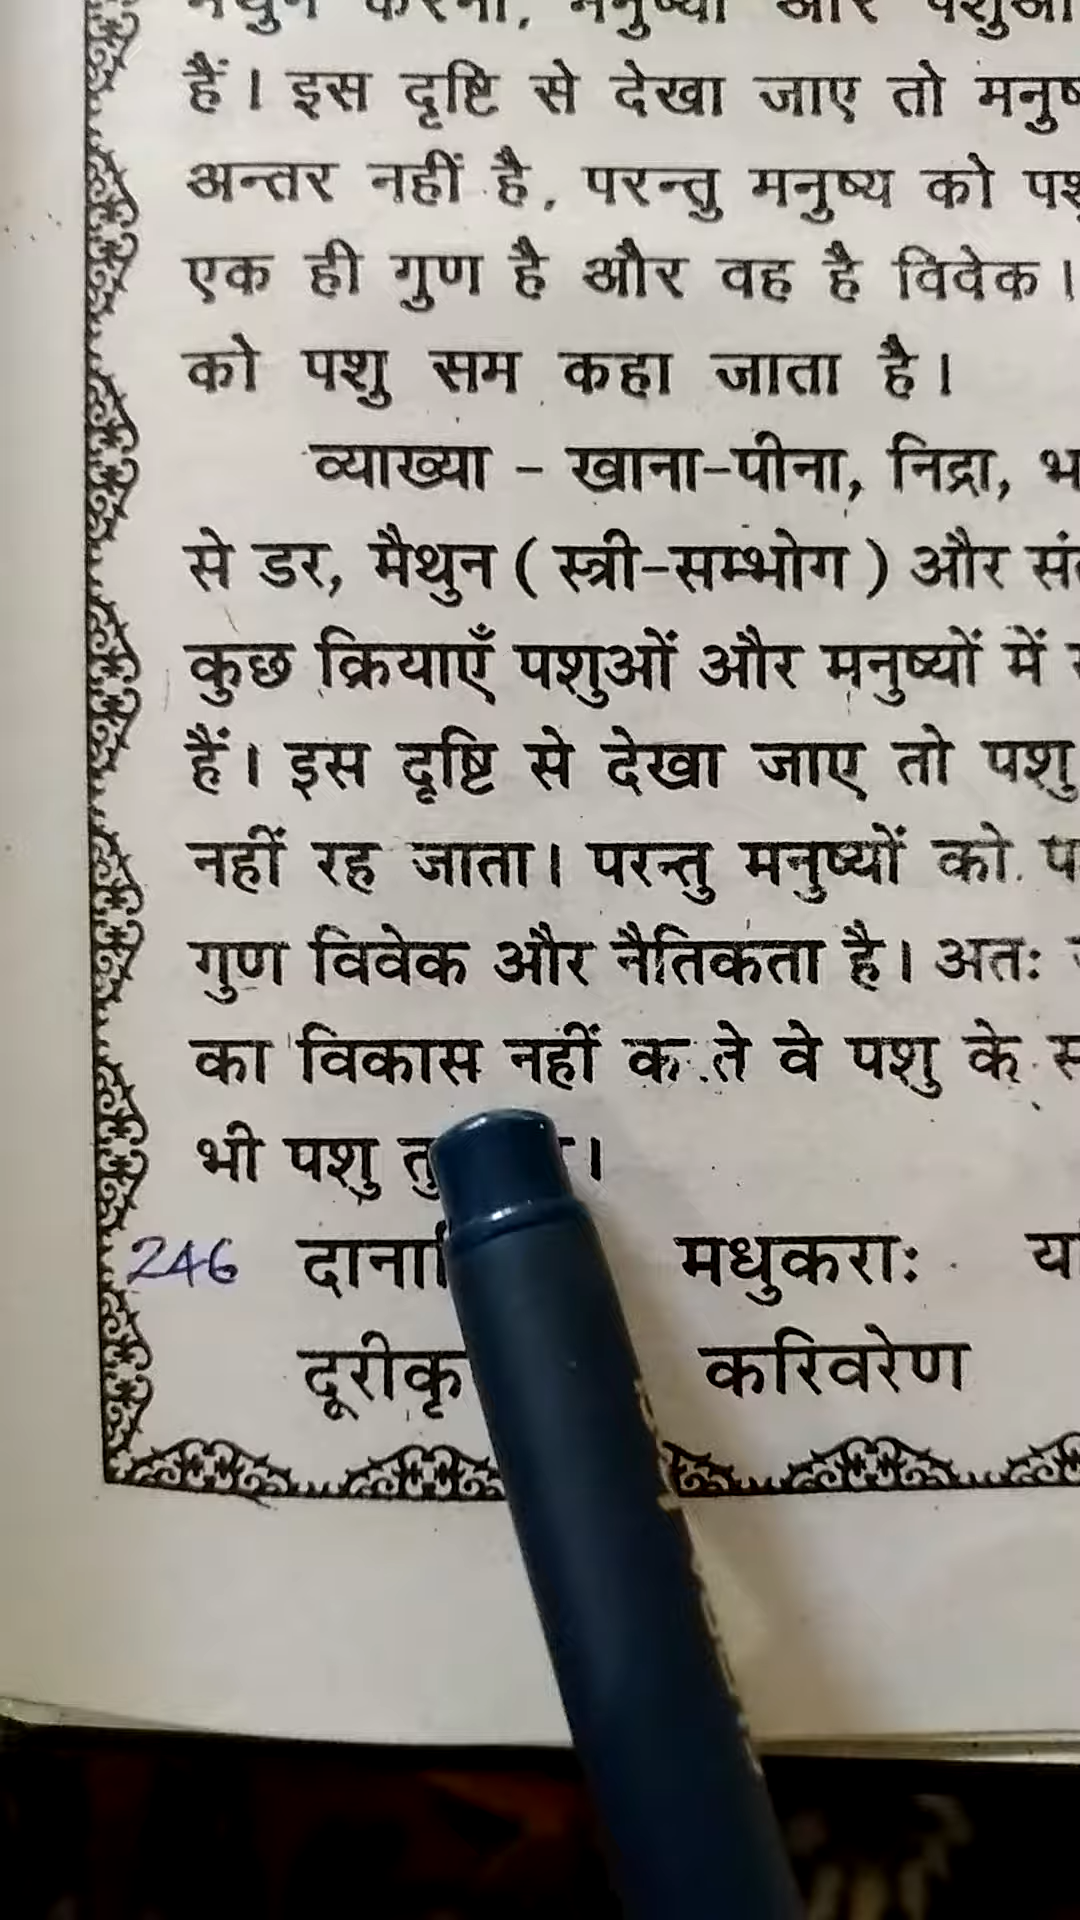 हैं। इस दृष्टि से देखा जाए तो
अन्तर नहीं है, परन्तु मनुष्य को
एक ही गुण है और वह है विवेक।
को पशु सम कहा जाता है।
व्याख्या - खाना-पीना, निद्रा,
से डर, मैथुन ( स्त्री-सम्भोग ) और
कुछ क्रियाएँ पशुओं और मनुष्यों में
हैं। इस दृष्टि से देखा जाए तो पशु
नहीं रह जाता। परन्तु मनुष्यों को
गुण विवेक और नैतिकता है। अतः
का विकास नहीं वे पशु के
भी पशु
246 मधुकराः
करिवरेण